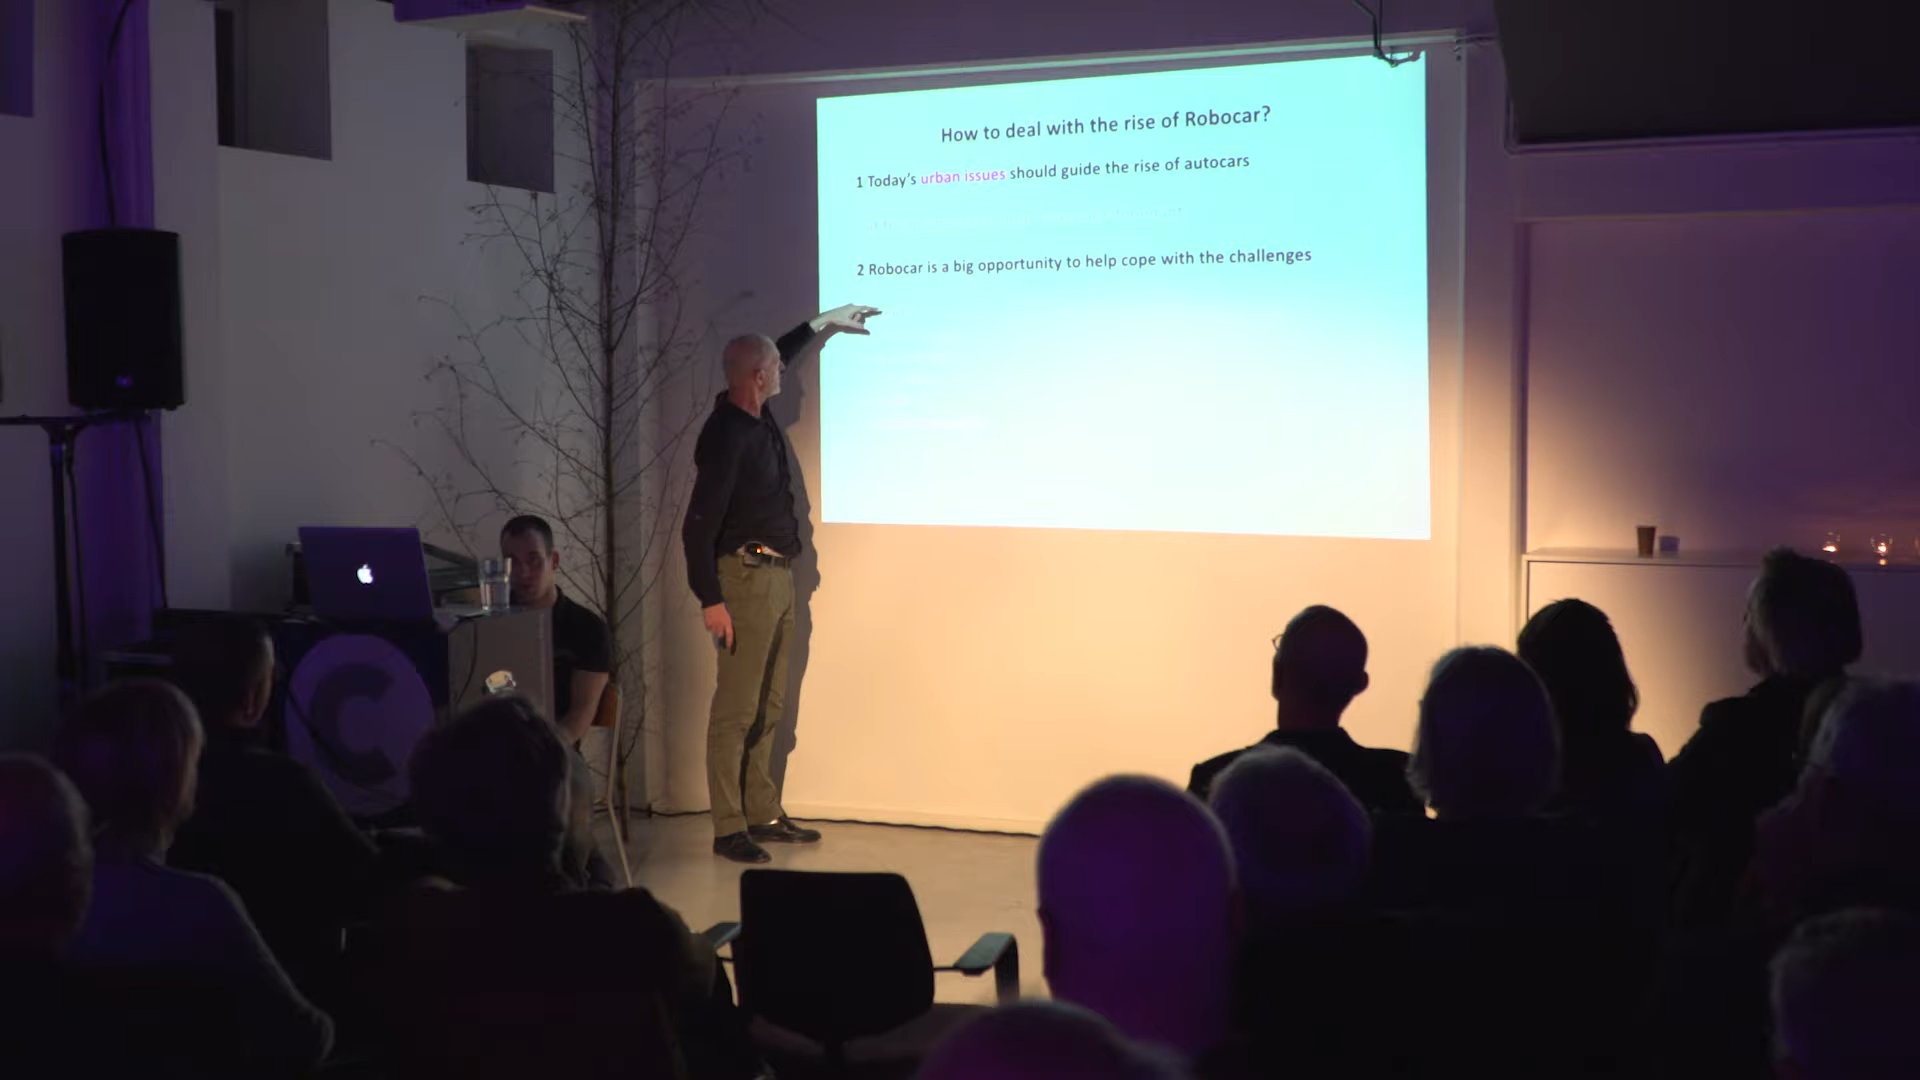 How to deal with the rise of Robocar?
1 Today's urban issues should guide the rise of autocars
2 Robocar is a big opportunity to help cope with the challenges
C